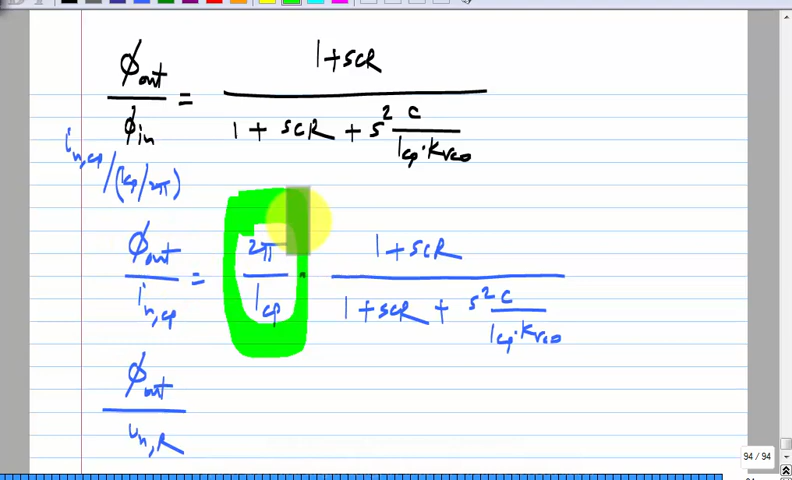 ϕout/ϕin = (1+sCR)/(1 + sCR + s² C/(Icp·Kvco))
in,cp/(Icp/2π)
ϕout/in,cp = 2π/Icp · (1+sCR)/(1+sCR + s² C/(Icp·Kvco))
ϕout/vn,R
94 / 94